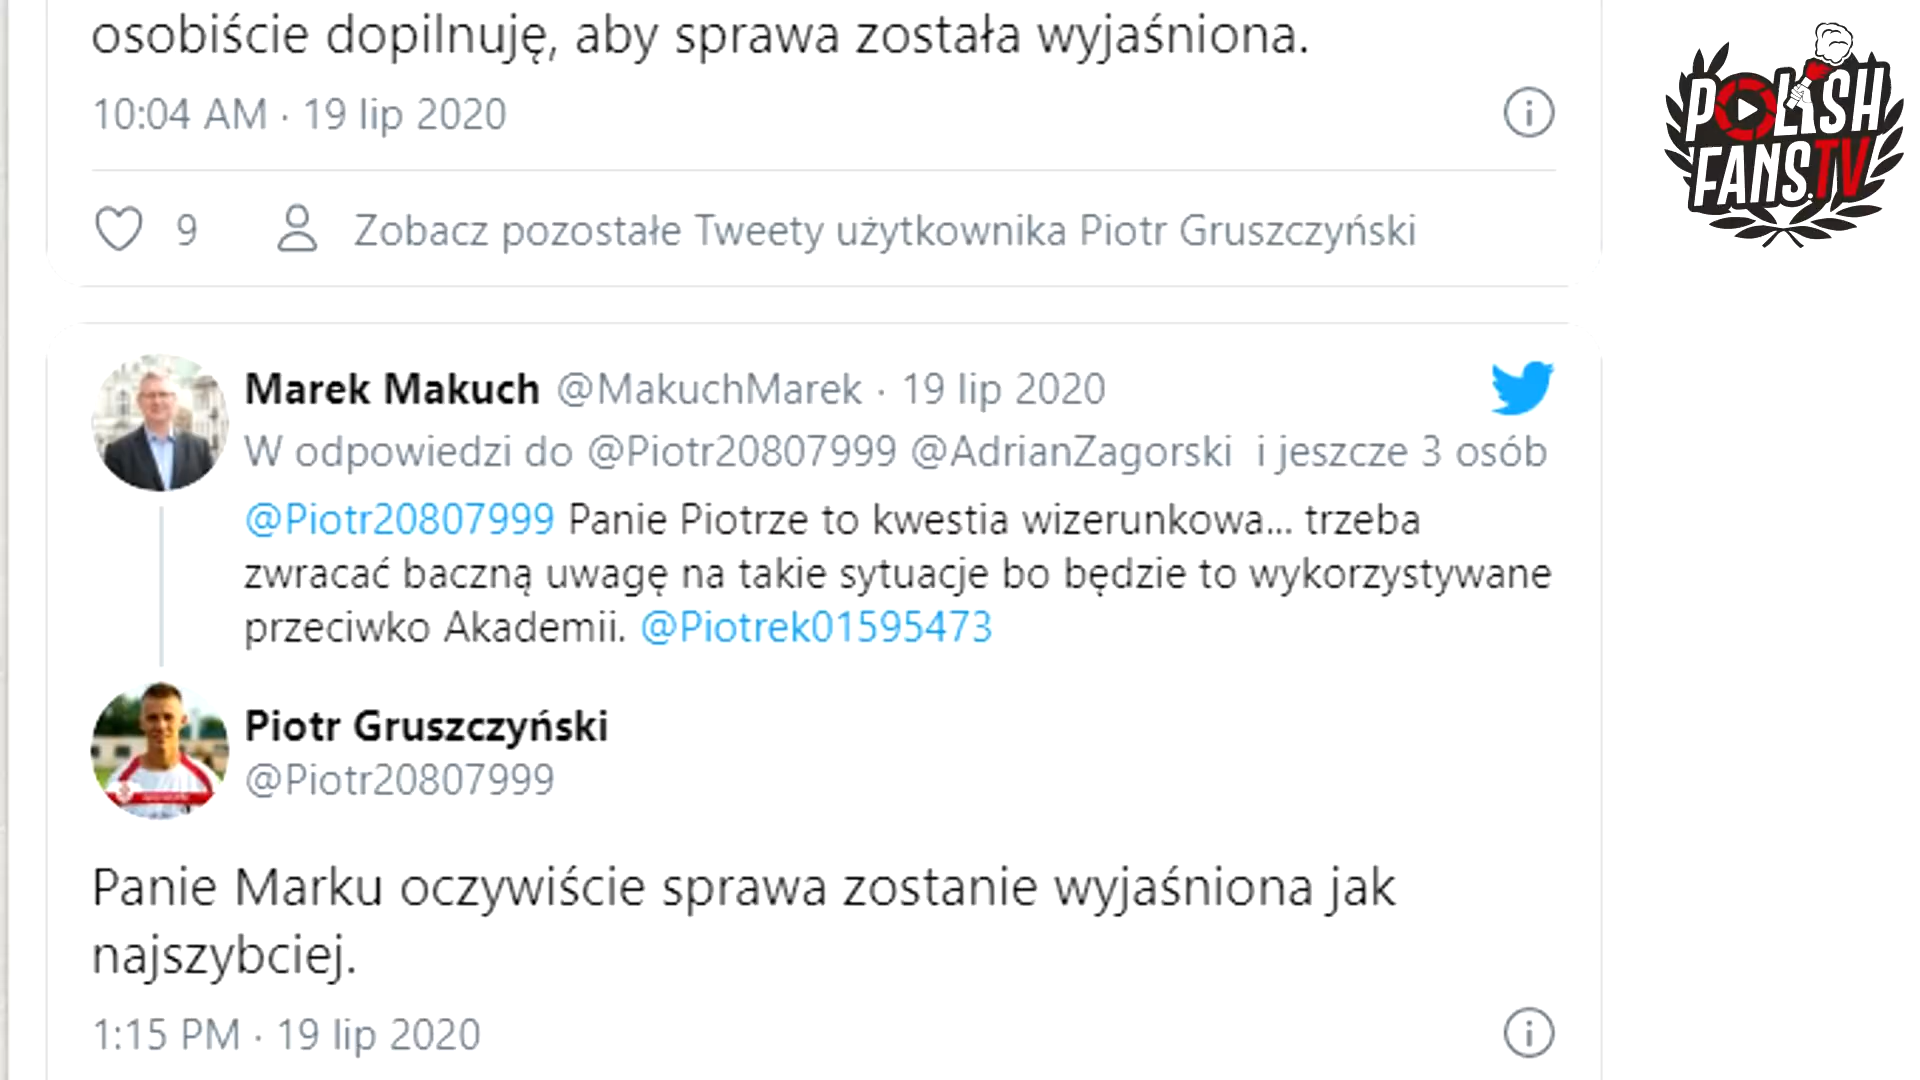 osobiście dopilnuję, aby sprawa została wyjaśniona.
10:04 AM · 19 lip 2020
9 Zobacz pozostałe Tweety użytkownika Piotr Gruszczyński
POLISH
FANS.TV
Marek Makuch @MakuchMarek · 19 lip 2020
W odpowiedzi do @Piotr20807999 @AdrianZagorski i jeszcze 3 osób
@Piotr20807999 Panie Piotrze to kwestia wizerunkowa... trzeba
zwracać baczną uwagę na takie sytuacje bo będzie to wykorzystywane
przeciwko Akademii. @Piotrek01595473
Piotr Gruszczyński
@Piotr20807999
Panie Marku oczywiście sprawa zostanie wyjaśniona jak
najszybciej.
1:15 PM · 19 lip 2020